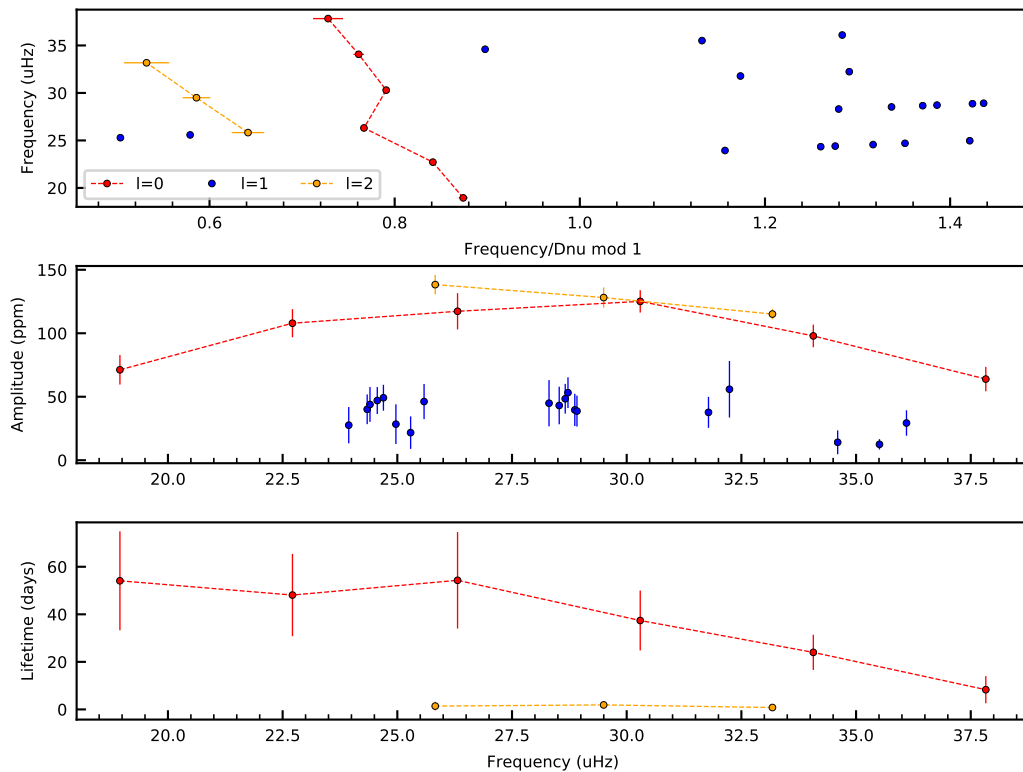 Frequency (uHz)
35
30
25
20
l=0 l=1 l=2
0.6 0.8 1.0 1.2 1.4
Frequency/Dnu mod 1
Amplitude (ppm)
150
100
50
0
20.0 22.5 25.0 27.5 30.0 32.5 35.0 37.5
Lifetime (days)
60
40
20
0
20.0 22.5 25.0 27.5 30.0 32.5 35.0 37.5
Frequency (uHz)